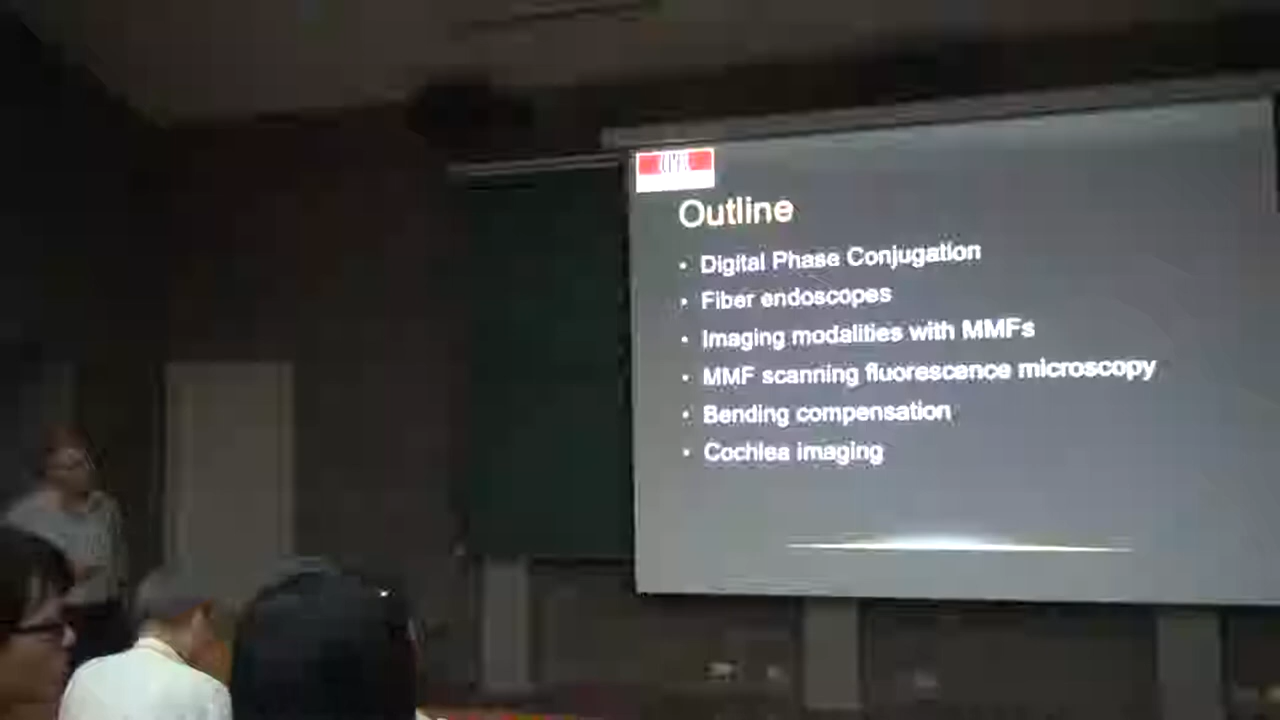 Outline
• Digital Phase Conjugation
• Fiber endoscopes
• Imaging modalities with MMFs
• MMF scanning fluorescence microscopy
• Bending compensation
• Cochlea imaging